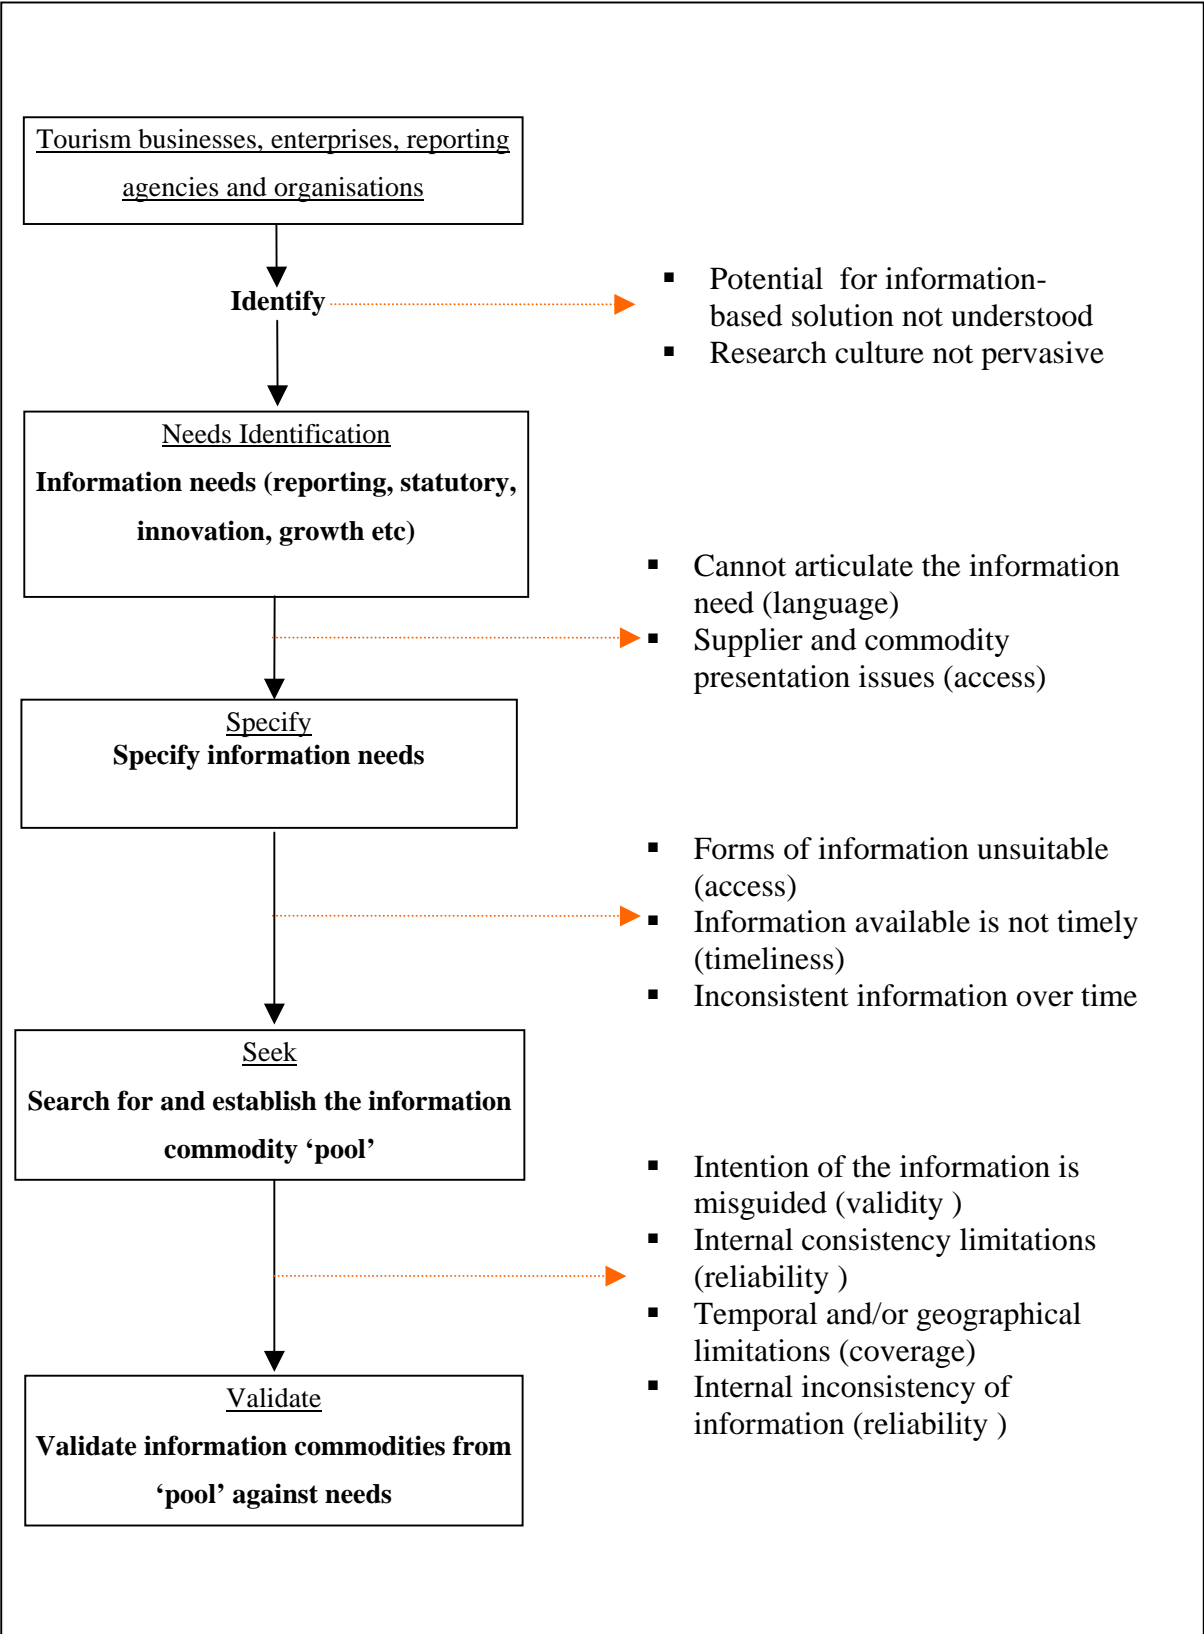 Tourism businesses, enterprises, reporting
agencies and organisations
Identify
▪ Potential  for information-
based solution not understood
▪ Research culture not pervasive
Needs Identification
Information needs (reporting, statutory,
innovation, growth etc)
▪ Cannot articulate the information
need (language)
▪ Supplier and commodity
presentation issues (access)
Specify
Specify information needs
▪ Forms of information unsuitable
(access)
▪ Information available is not timely
(timeliness)
▪ Inconsistent information over time
Seek
Search for and establish the information
commodity ‘pool’
▪ Intention of the information is
misguided (validity )
▪ Internal consistency limitations
(reliability )
▪ Temporal and/or geographical
limitations (coverage)
▪ Internal inconsistency of
information (reliability )
Validate
Validate information commodities from
‘pool’ against needs